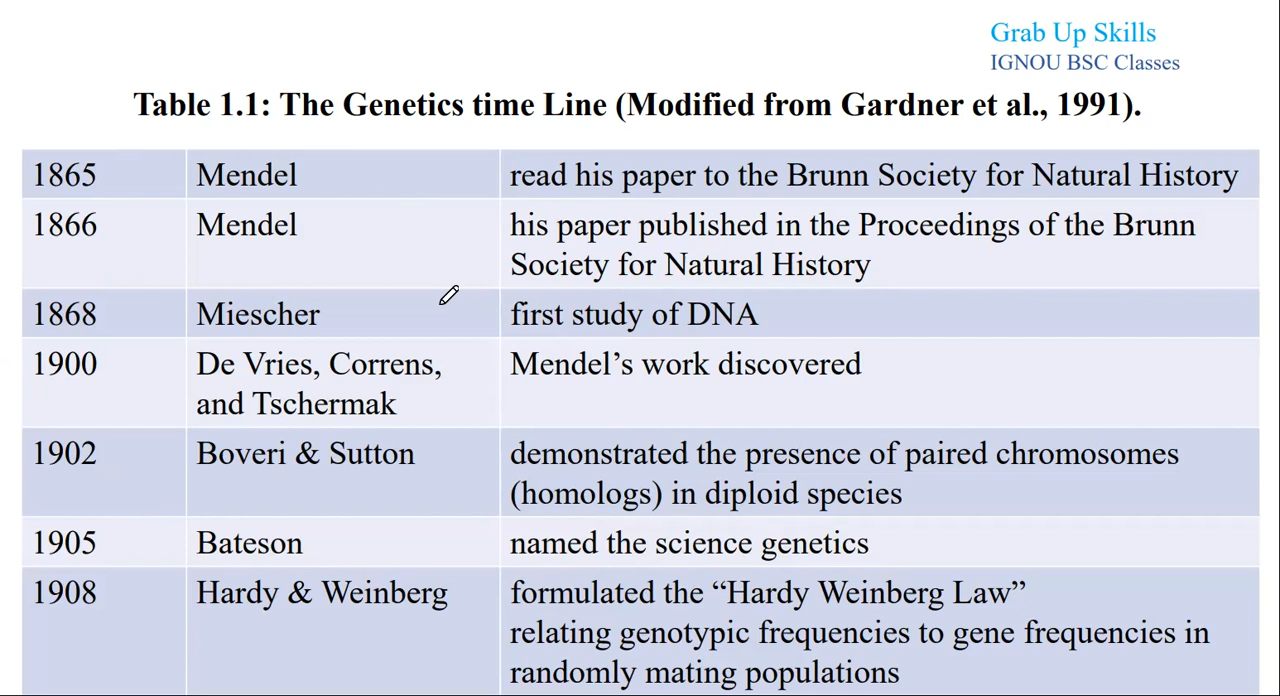 Grab Up Skills
IGNOU BSC Classes
Table 1.1: The Genetics time Line (Modified from Gardner et al., 1991).
1865 Mendel read his paper to the Brunn Society for Natural History
1866 Mendel his paper published in the Proceedings of the Brunn
Society for Natural History
1868 Miescher first study of DNA
1900 De Vries, Correns, Mendel’s work discovered
and Tschermak
1902 Boveri & Sutton demonstrated the presence of paired chromosomes
(homologs) in diploid species
1905 Bateson named the science genetics
1908 Hardy & Weinberg formulated the “Hardy Weinberg Law”
relating genotypic frequencies to gene frequencies in
randomly mating populations